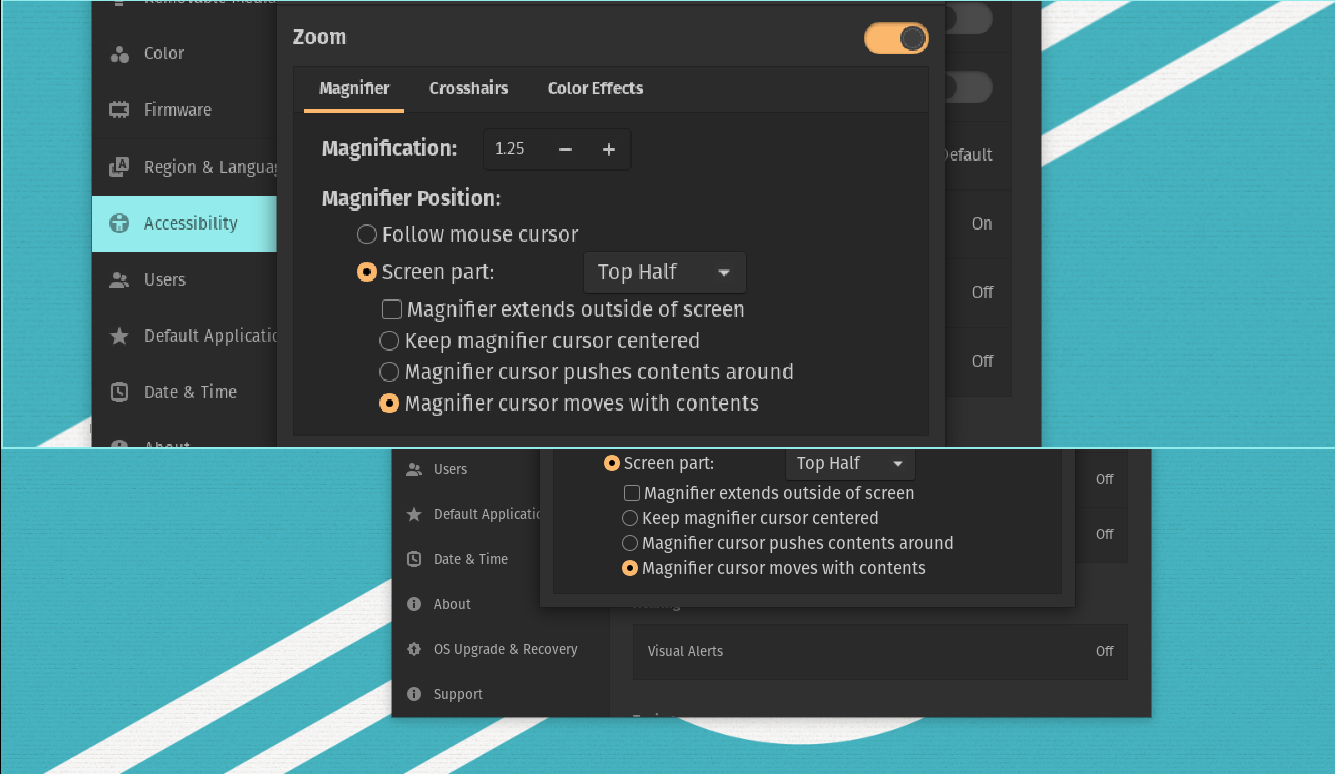 Color
Firmware
Region & Langua
Accessibility
Users
Default Applicatio
Date & Time
About
Zoom
Magnifier Crosshairs Color Effects
Magnification: 1.25 − +
Magnifier Position:
Follow mouse cursor
Screen part: Top Half
Magnifier extends outside of screen
Keep magnifier cursor centered
Magnifier cursor pushes contents around
Magnifier cursor moves with contents
Default
On
Off
Off
Users
Default Applicatio
Date & Time
About
OS Upgrade & Recovery
Support
Screen part: Top Half
Magnifier extends outside of screen
Keep magnifier cursor centered
Magnifier cursor pushes contents around
Magnifier cursor moves with contents
Off
Off
Visual Alerts Off